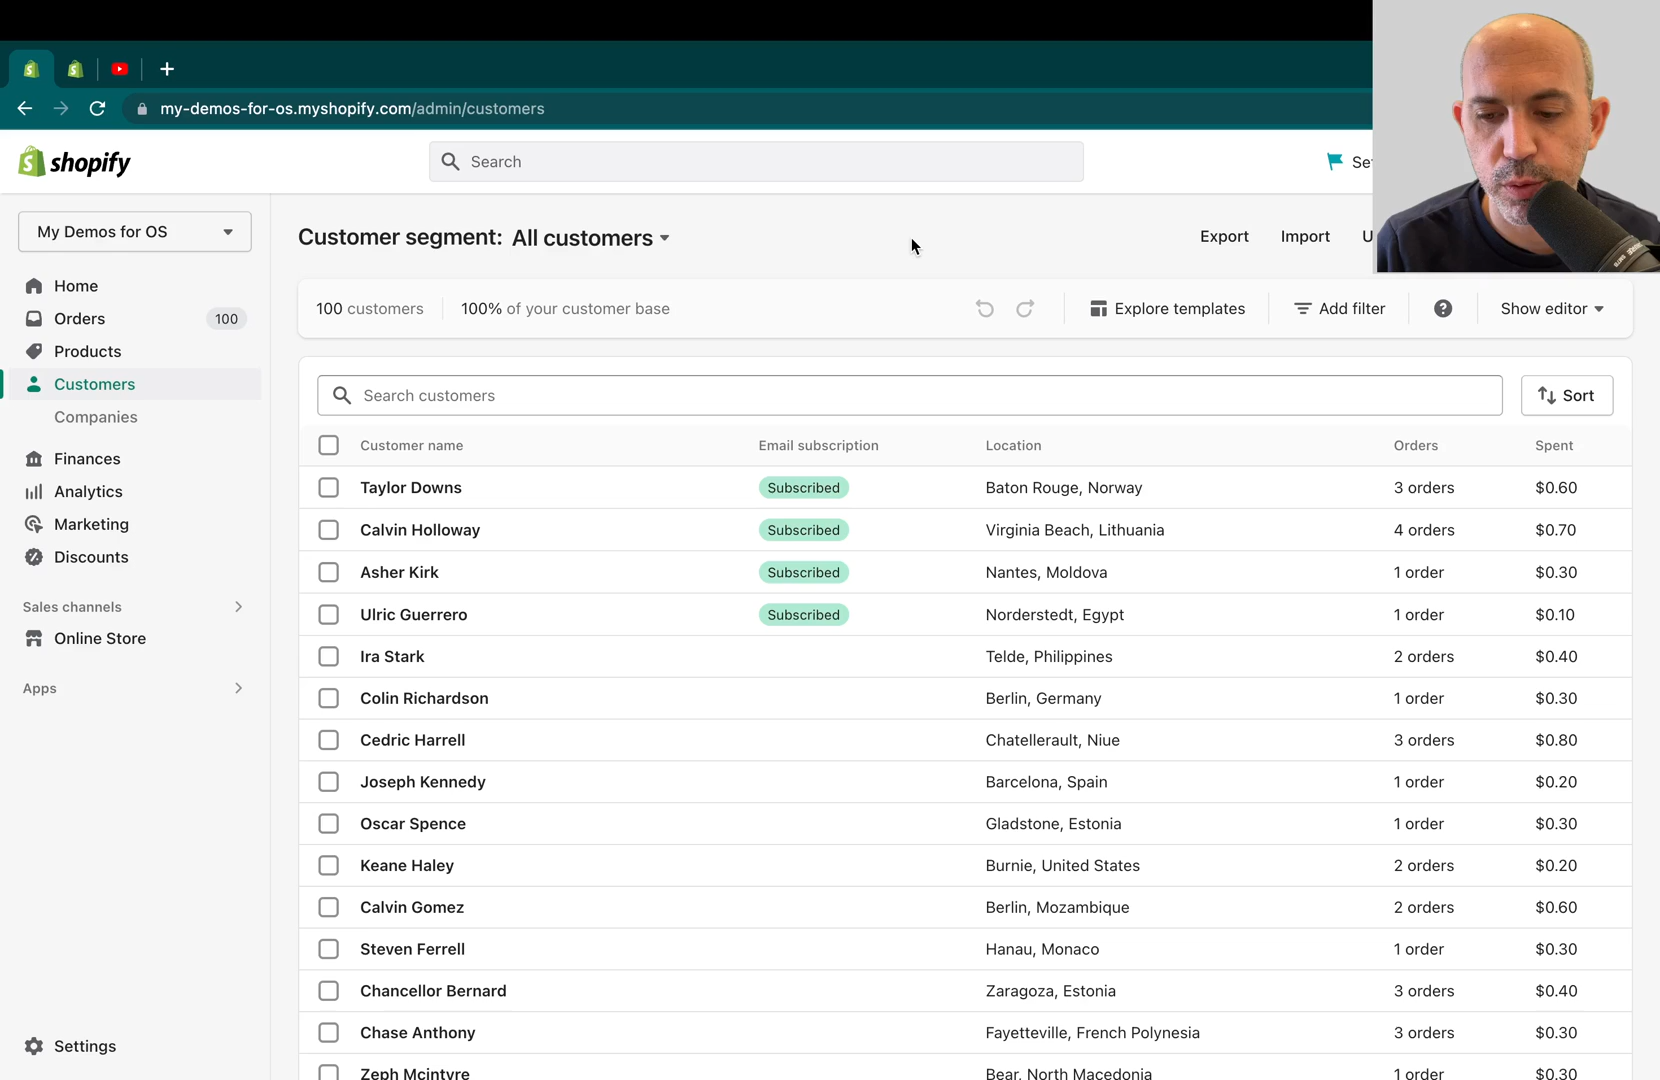 my-demos-for-os.myshopify.com/admin/customers
shopify
Search
My Demos for OS
Customer segment: All customers
Export
Import
Home
Orders
100
Products
Customers
Companies
Finances
Analytics
Marketing
Discounts
Sales channels
Online Store
Apps
Settings
100 customers
100% of your customer base
Explore templates
Add filter
Show editor
Search customers
Sort
Customer name Email subscription Location Orders Spent
Taylor Downs Subscribed Baton Rouge, Norway 3 orders $0.60
Calvin Holloway Subscribed Virginia Beach, Lithuania 4 orders $0.70
Asher Kirk Subscribed Nantes, Moldova 1 order $0.30
Ulric Guerrero Subscribed Norderstedt, Egypt 1 order $0.10
Ira Stark Telde, Philippines 2 orders $0.40
Colin Richardson Berlin, Germany 1 order $0.30
Cedric Harrell Chatellerault, Niue 3 orders $0.80
Joseph Kennedy Barcelona, Spain 1 order $0.20
Oscar Spence Gladstone, Estonia 1 order $0.30
Keane Haley Burnie, United States 2 orders $0.20
Calvin Gomez Berlin, Mozambique 2 orders $0.60
Steven Ferrell Hanau, Monaco 1 order $0.30
Chancellor Bernard Zaragoza, Estonia 3 orders $0.40
Chase Anthony Fayetteville, French Polynesia 3 orders $0.30
Zeph Mcintyre Bear, North Macedonia 1 order $0.30